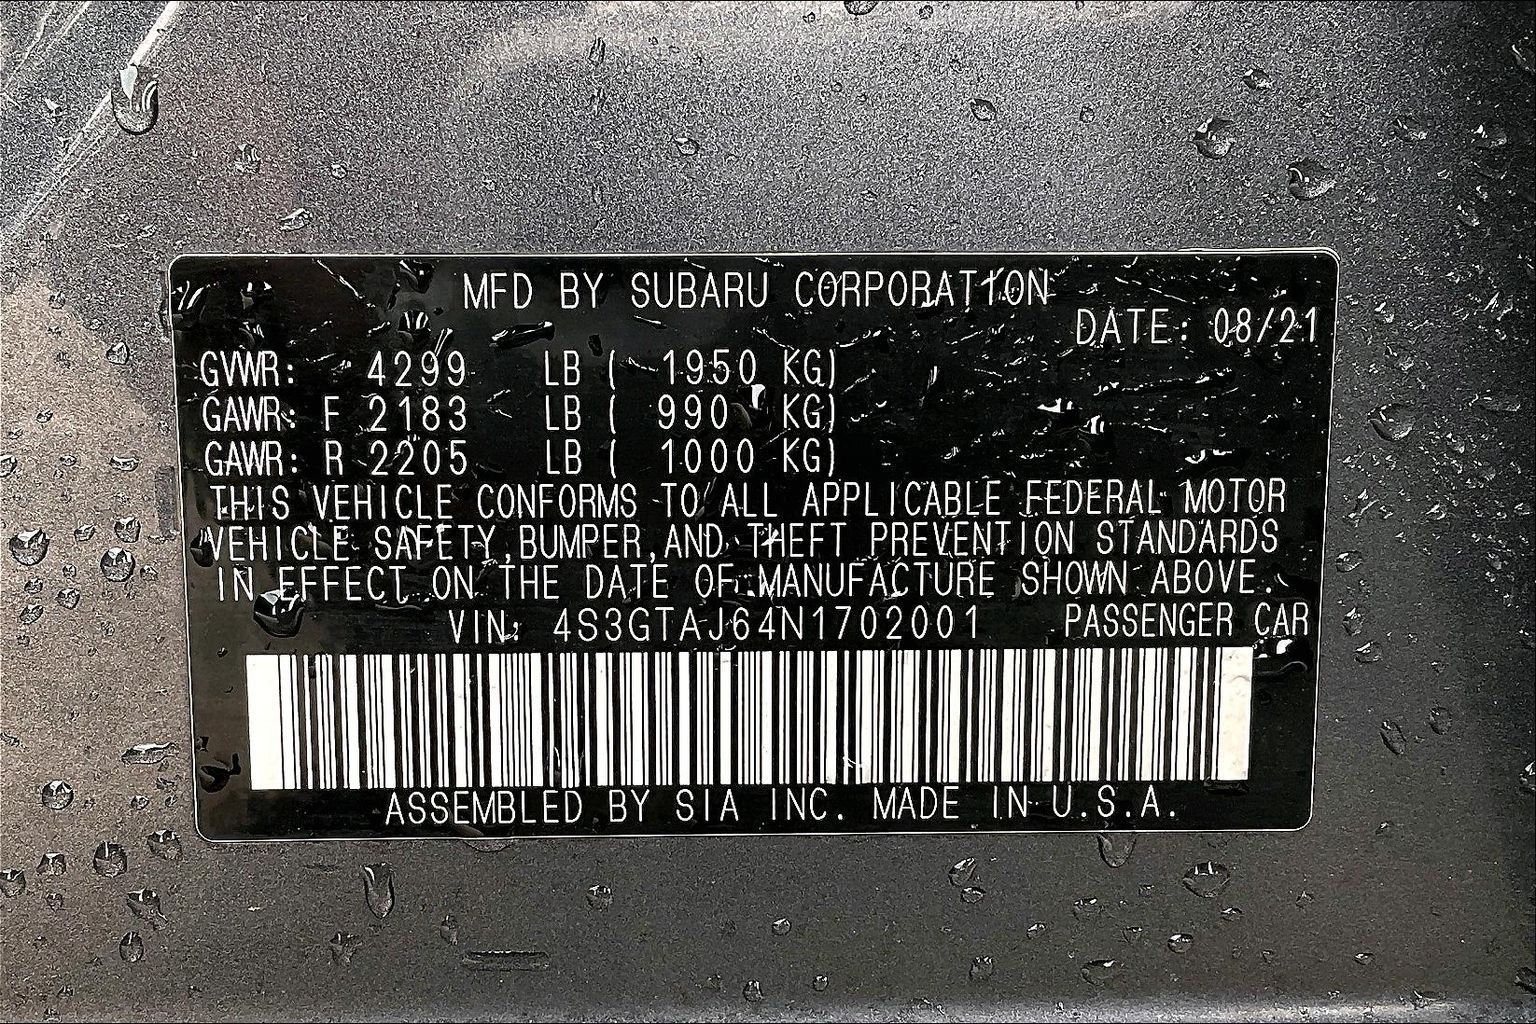 MFD BY SUBARU CORPORATION
DATE: 08/21
GVWR: 4299 LB ( 1950 KG)
GAWR: F 2183 LB ( 990 KG)
GAWR: R 2205 LB ( 1000 KG)
THIS VEHICLE CONFORMS TO ALL APPLICABLE FEDERAL MOTOR
VEHICLE SAFETY,BUMPER,AND THEFT PREVENTION STANDARDS
IN EFFECT ON THE DATE OF MANUFACTURE SHOWN ABOVE.
VIN: 4S3GTAJ64N1702001 PASSENGER CAR
ASSEMBLED BY SIA INC. MADE IN U.S.A.